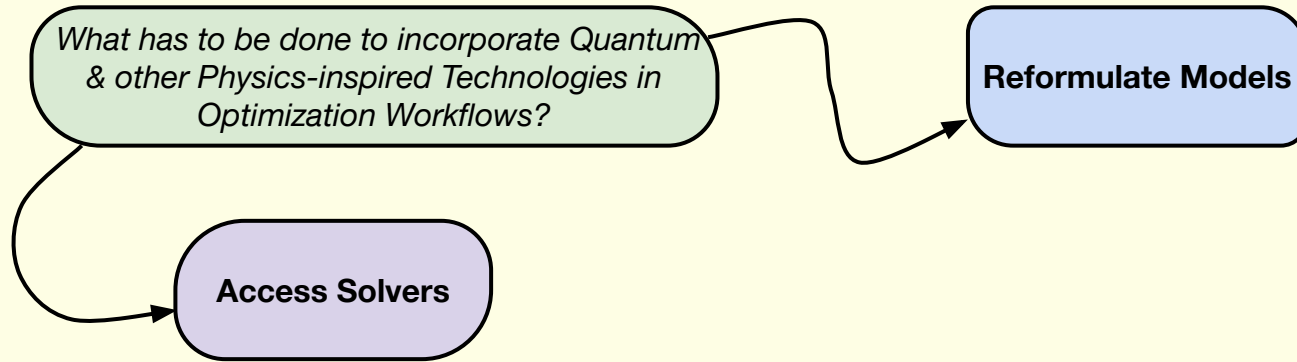 What has to be done to incorporate Quantum
& other Physics-inspired Technologies in
Optimization Workflows?
Reformulate Models
Access Solvers